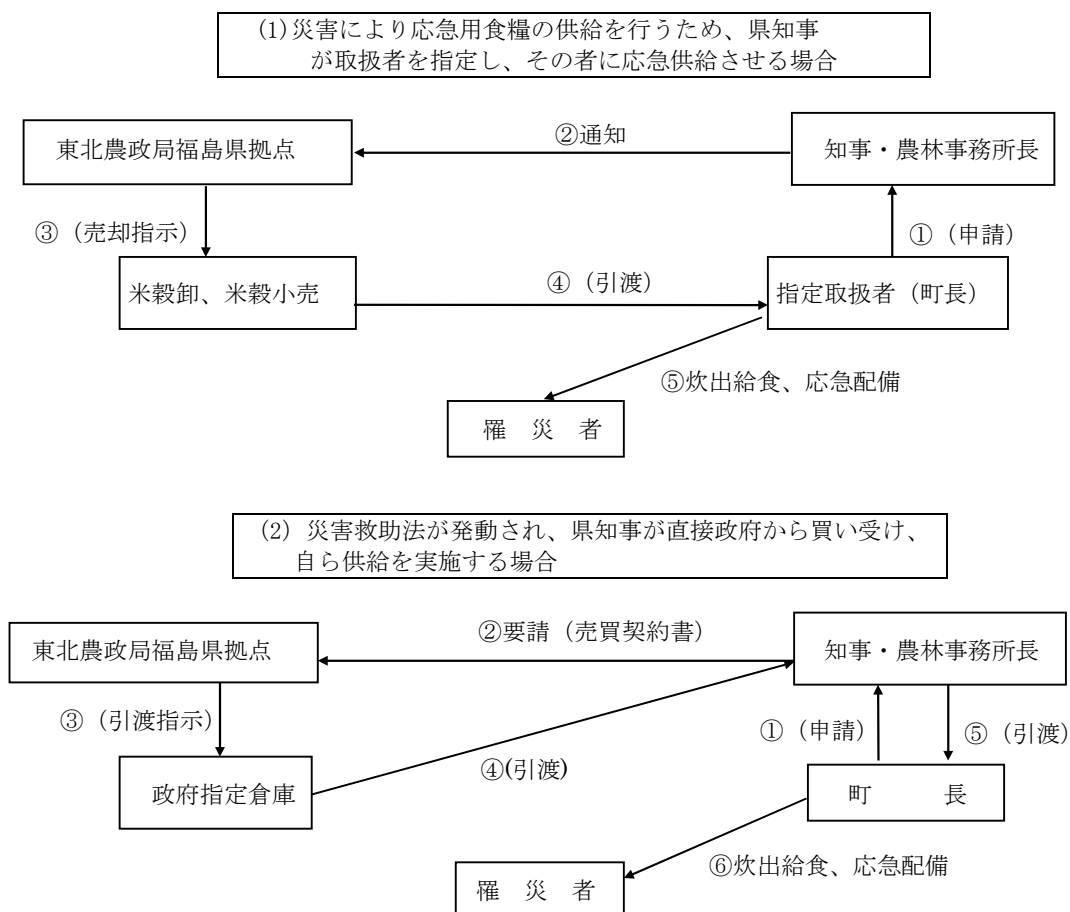 (1)災害により応急用食糧の供給を行うため、県知事
が取扱者を指定し、その者に応急供給させる場合
東北農政局福島県拠点
②通知
知事・農林事務所長
③（売却指示）
①（申請）
米穀卸、米穀小売
④（引渡）
指定取扱者（町長）
⑤炊出給食、応急配備
罹　災　者
(2) 災害救助法が発動され、県知事が直接政府から買い受け、
自ら供給を実施する場合
東北農政局福島県拠点
②要請（売買契約書）
知事・農林事務所長
③（引渡指示）
①（申請）
⑤（引渡）
政府指定倉庫
④(引渡)
町　　　長
⑥炊出給食、応急配備
罹　災　者